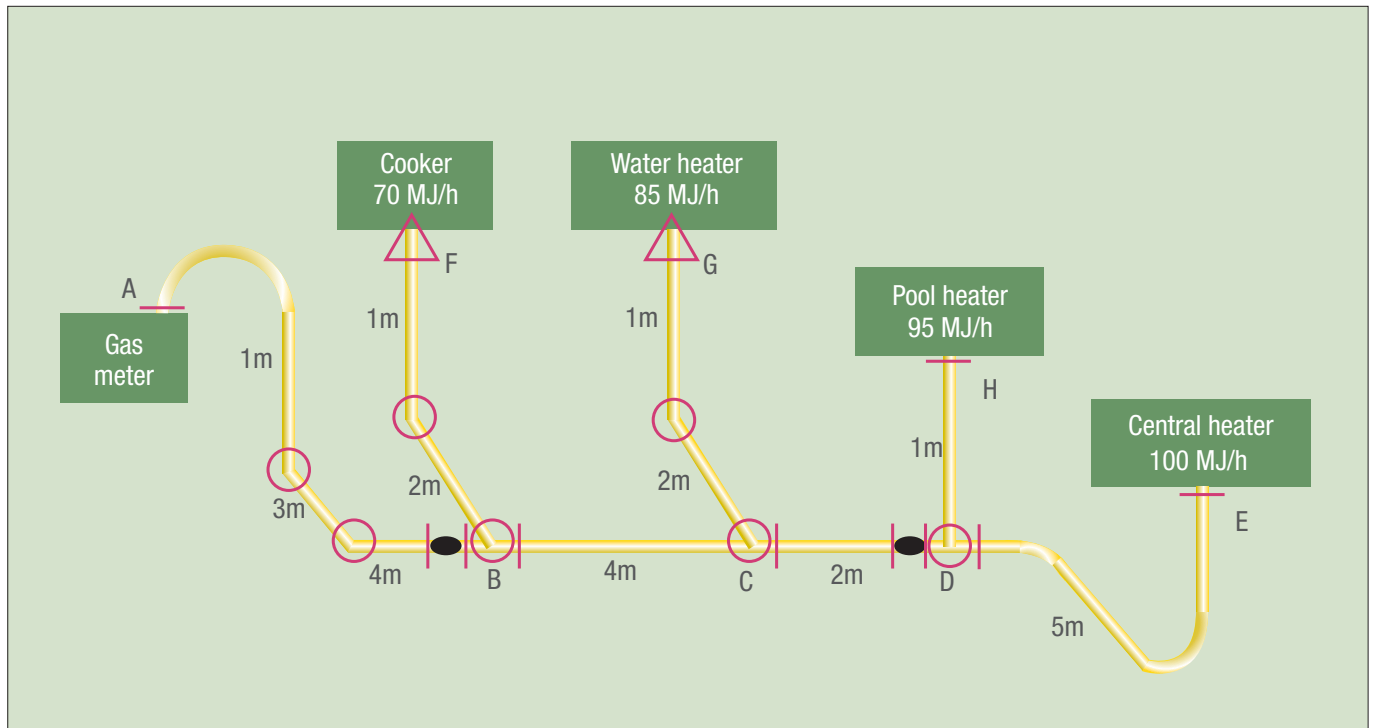 Cooker
70 MJ/h
Water heater
85 MJ/h
A
F
G
Pool heater
95 MJ/h
1m
1m
Gas
meter
1m
H
Central heater
100 MJ/h
1m
2m
2m
3m
E
4m
B
4m
C
2m
D
5m